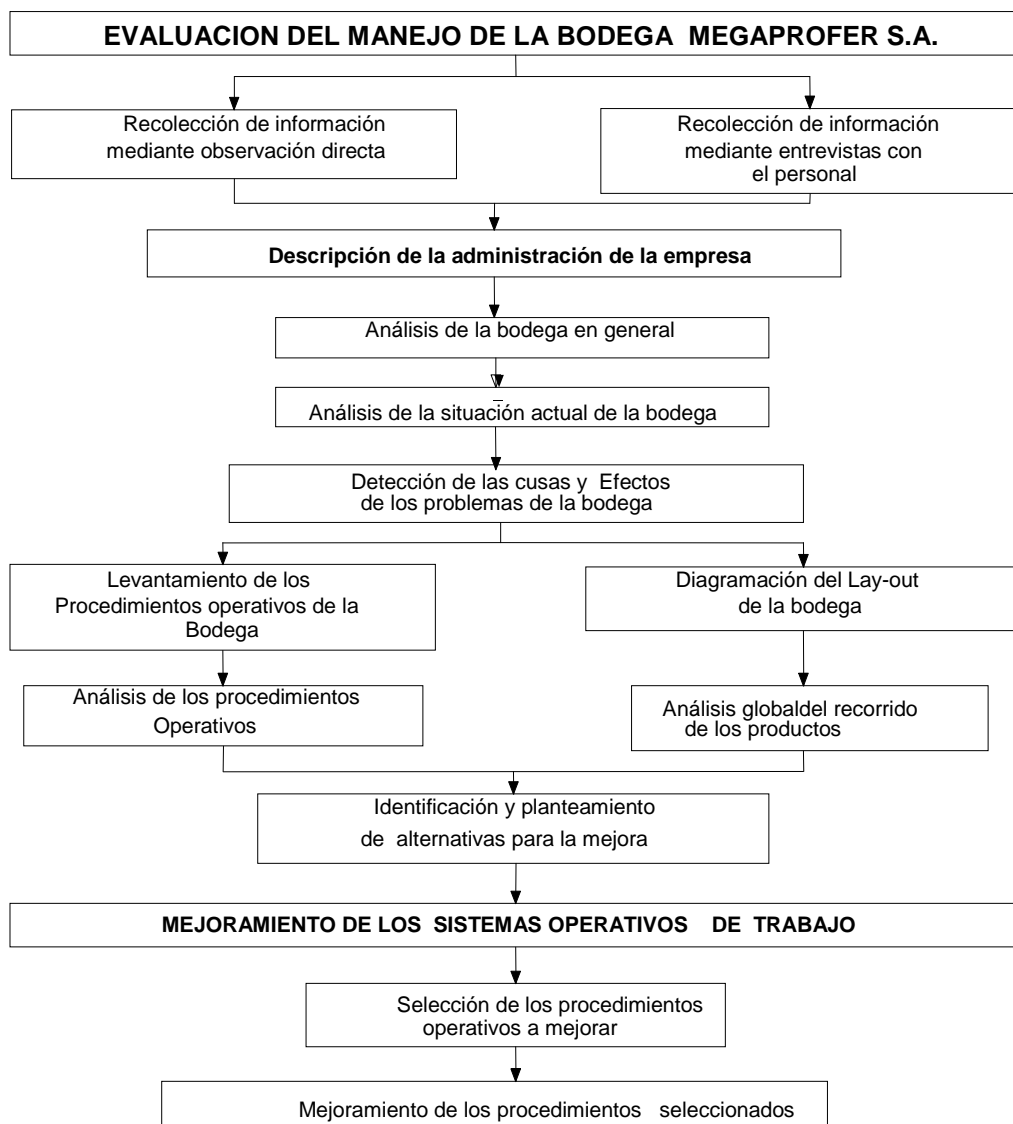 EVALUACION DEL MANEJO DE LA BODEGA MEGAPROFER S.A.
Recolección de información
mediante observación directa
Recolección de información
mediante entrevistas con
el personal
Descripción de la administración de la empresa
Análisis de la bodega en general
Análisis de la situación actual de la bodega
Detección de las cusas y Efectos
de los problemas de la bodega
Levantamiento de los
Procedimientos operativos de la
Bodega
Diagramación del Lay-out
de la bodega
Análisis de los procedimientos
Operativos
Análisis globaldel recorrido
de los productos
Identificación y planteamiento
de alternativas para la mejora
MEJORAMIENTO DE LOS SISTEMAS OPERATIVOS DE TRABAJO
Selección de los procedimientos
operativos a mejorar
Mejoramiento de los procedimientos seleccionados